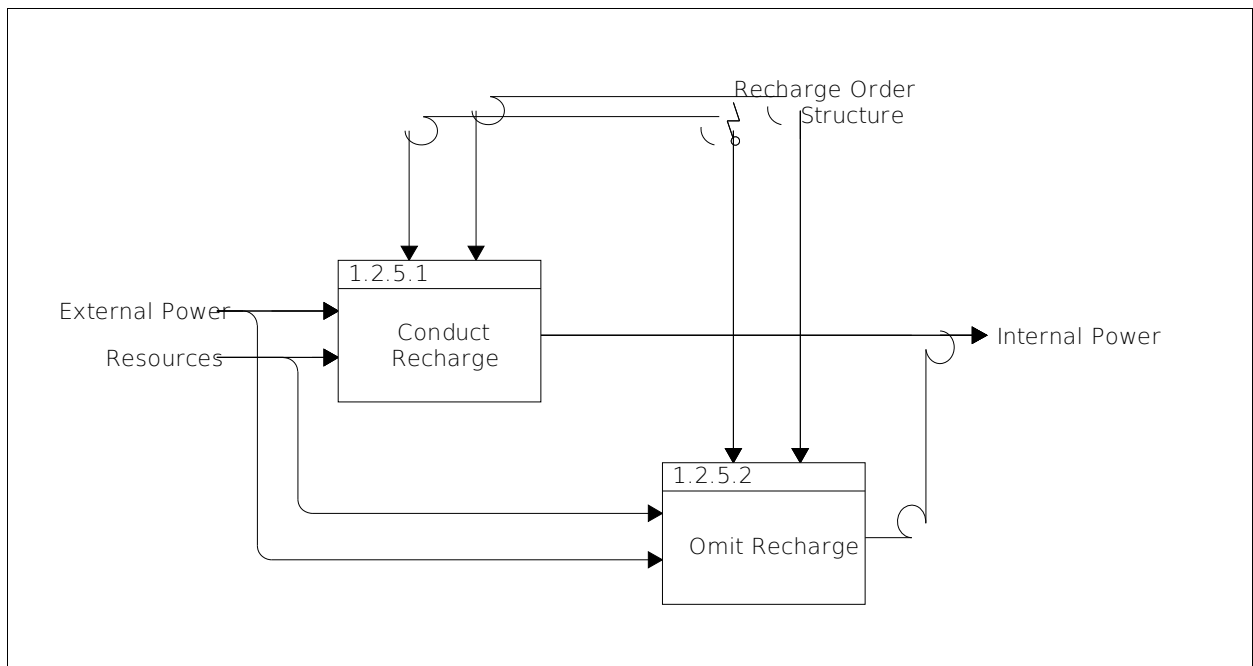 Recharge Order
Structure
1.2.5.1
External Power
Conduct
Recharge
Resources
Internal Power
1.2.5.2
Omit Recharge